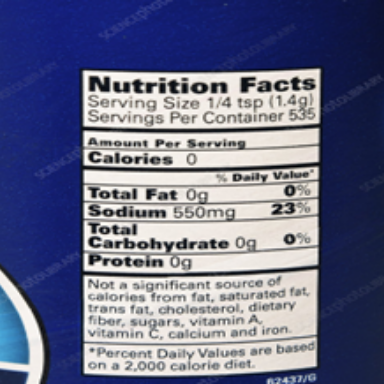 Nutrition Facts
Serving Size 1/4 tsp (1.4g)
Servings Per Container 535
Amount Per Serving
Calories 0
% Daily Value*
Total Fat 0g 0%
Sodium 550mg 23%
Total
Carbohydrate 0g 0%
Protein 0g
Not a significant source of
calories from fat, saturated fat,
trans fat, cholesterol, dietary
fiber, sugars, vitamin A,
vitamin C, calcium and iron.
*Percent Daily Values are based
on a 2,000 calorie diet.
62437/G